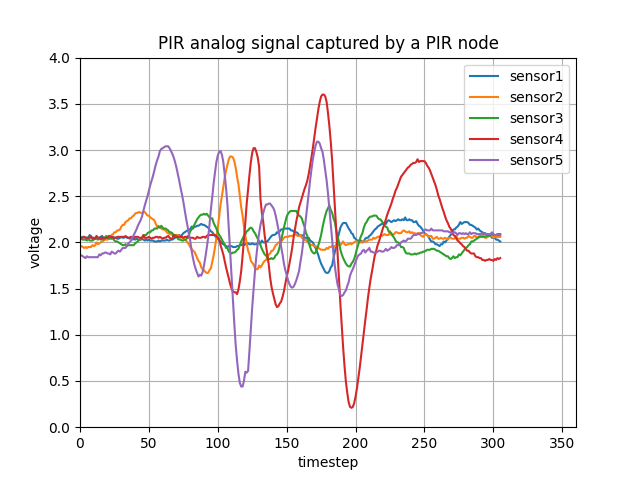 PIR analog signal captured by a PIR node
sensor1
sensor2
sensor3
sensor4
sensor5
voltage
4.0
3.5
3.0
2.5
2.0
1.5
1.0
0.5
0.0
0 50 100 150 200 250 300 350
timestep